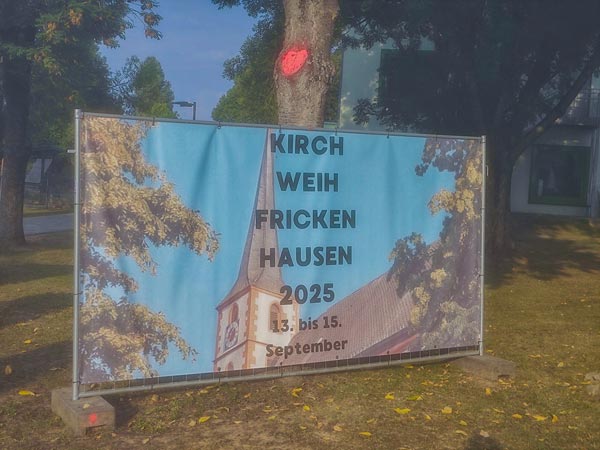 KIRCH
WEIH
FRICKEN
HAUSEN
2025
13. bis 15.
September